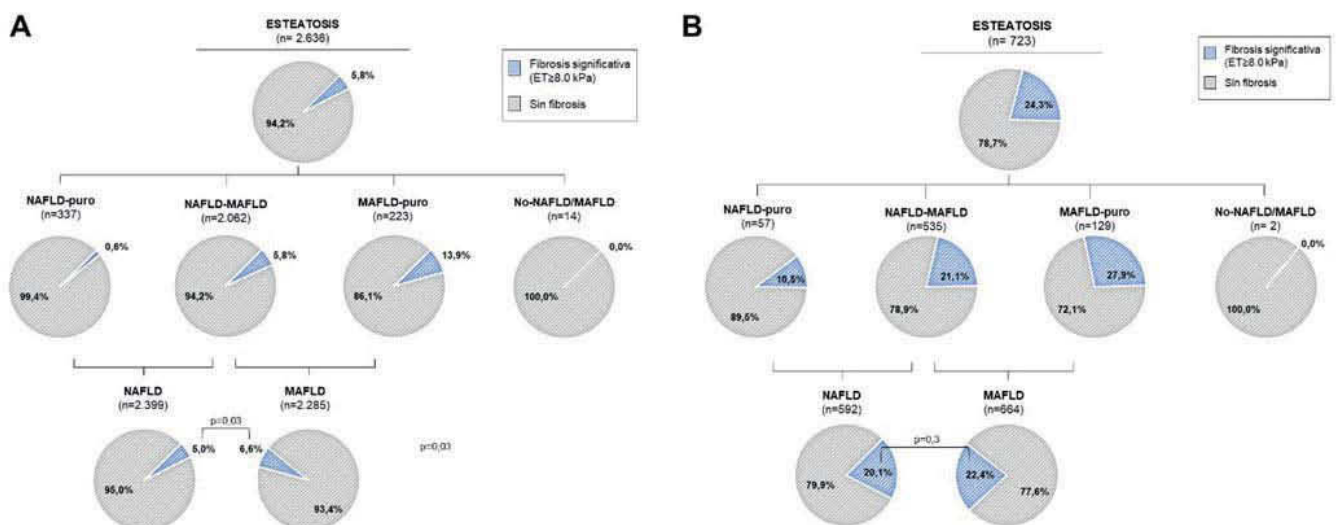 A
ESTEATOSIS
(n= 2.636)
Fibrosis significativa
(ET≥8.0 kPa)
Sin fibrosis
5,8%
94,2%
NAFLD-puro
(n=337)
NAFLD-MAFLD
(n=2.062)
MAFLD-puro
(n=223)
No-NAFLD/MAFLD
(n=14)
0,6%
99,4%
5,8%
94,2%
13,9%
86,1%
0,0%
100,0%
NAFLD
(n=2.399)
MAFLD
(n=2.285)
p=0,03
5,0%
6,6%
p=0,03
95,0%
93,4%
B
ESTEATOSIS
(n= 723)
Fibrosis significativa
(ET≥8.0 kPa)
Sin fibrosis
24,3%
78,7%
NAFLD-puro
(n=57)
NAFLD-MAFLD
(n=535)
MAFLD-puro
(n=129)
No-NAFLD/MAFLD
(n= 2)
10,5%
89,5%
21,1%
78,9%
27,9%
72,1%
0,0%
100,0%
NAFLD
(n=592)
MAFLD
(n=664)
p=0,3
20,1%
79,9%
22,4%
77,6%